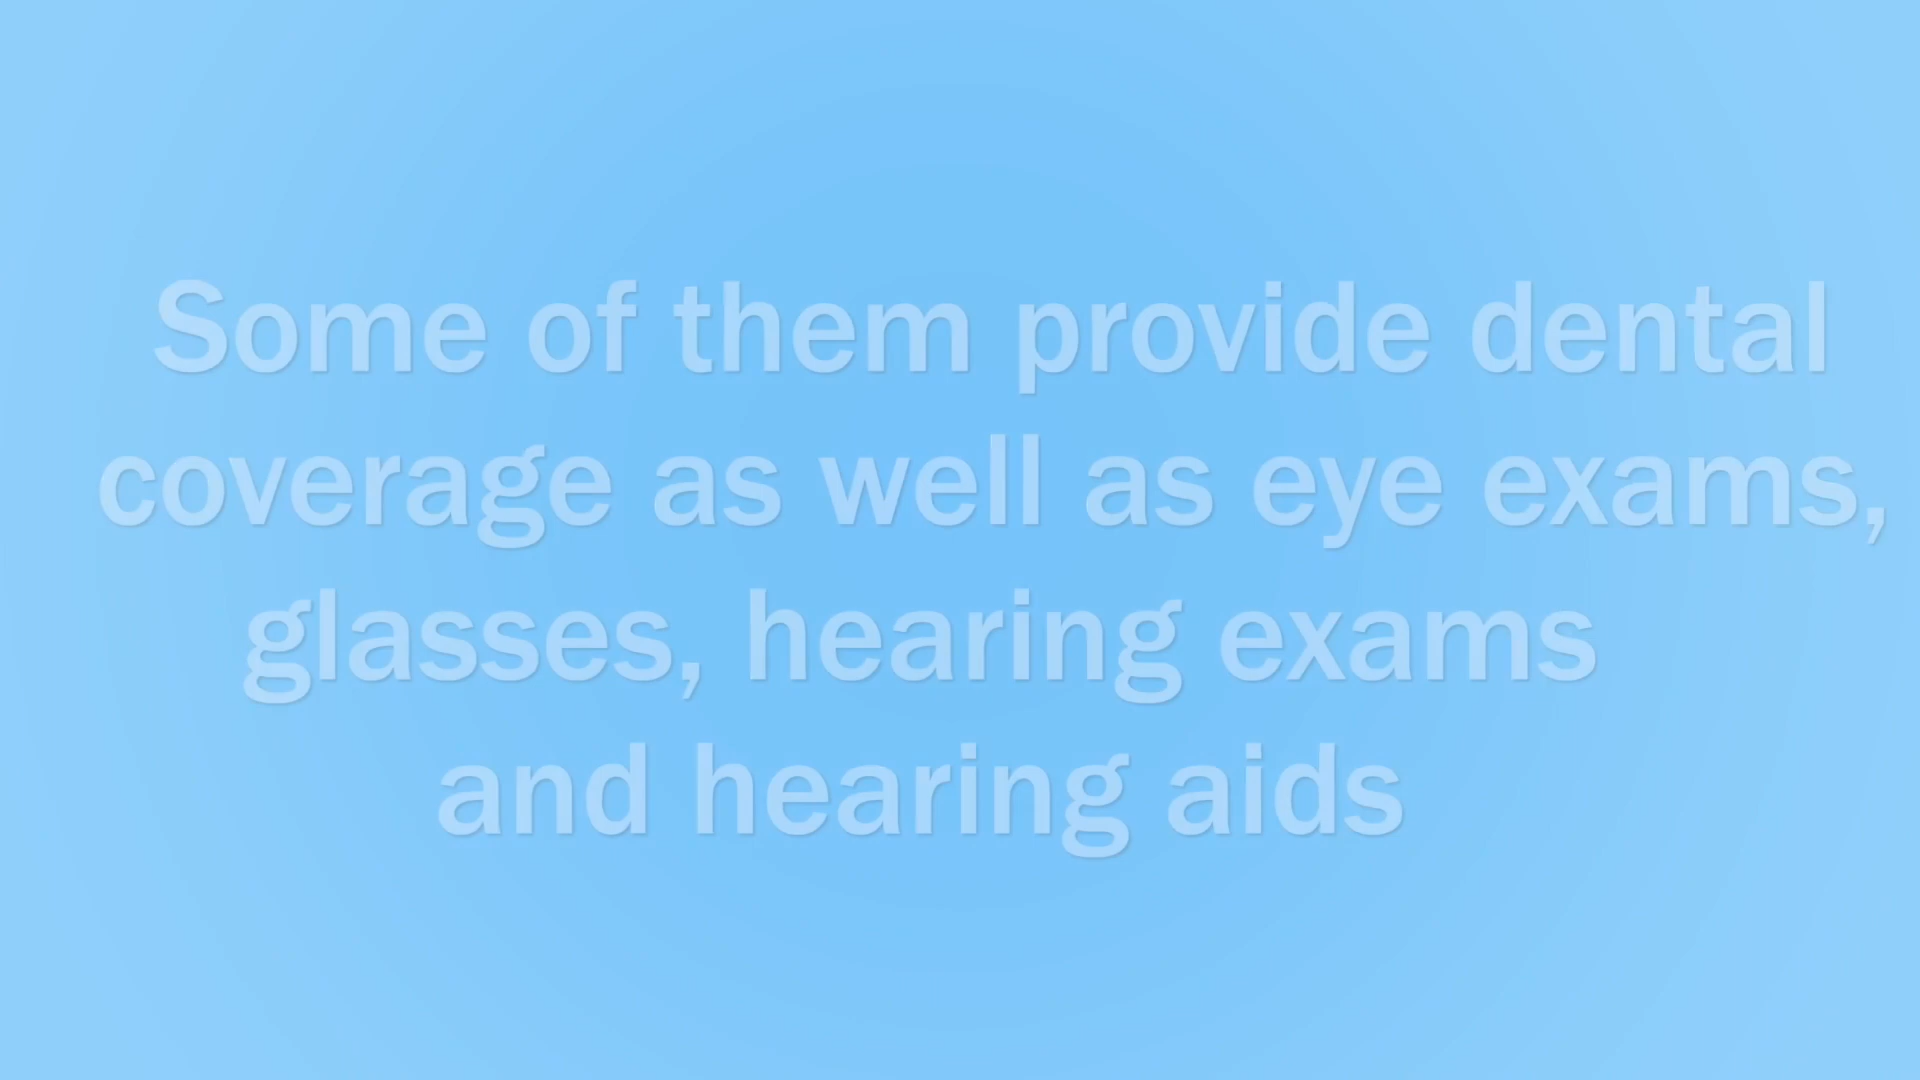 Some of them provide dental
coverage as well as eye exams,
glasses, hearing exams
and hearing aids